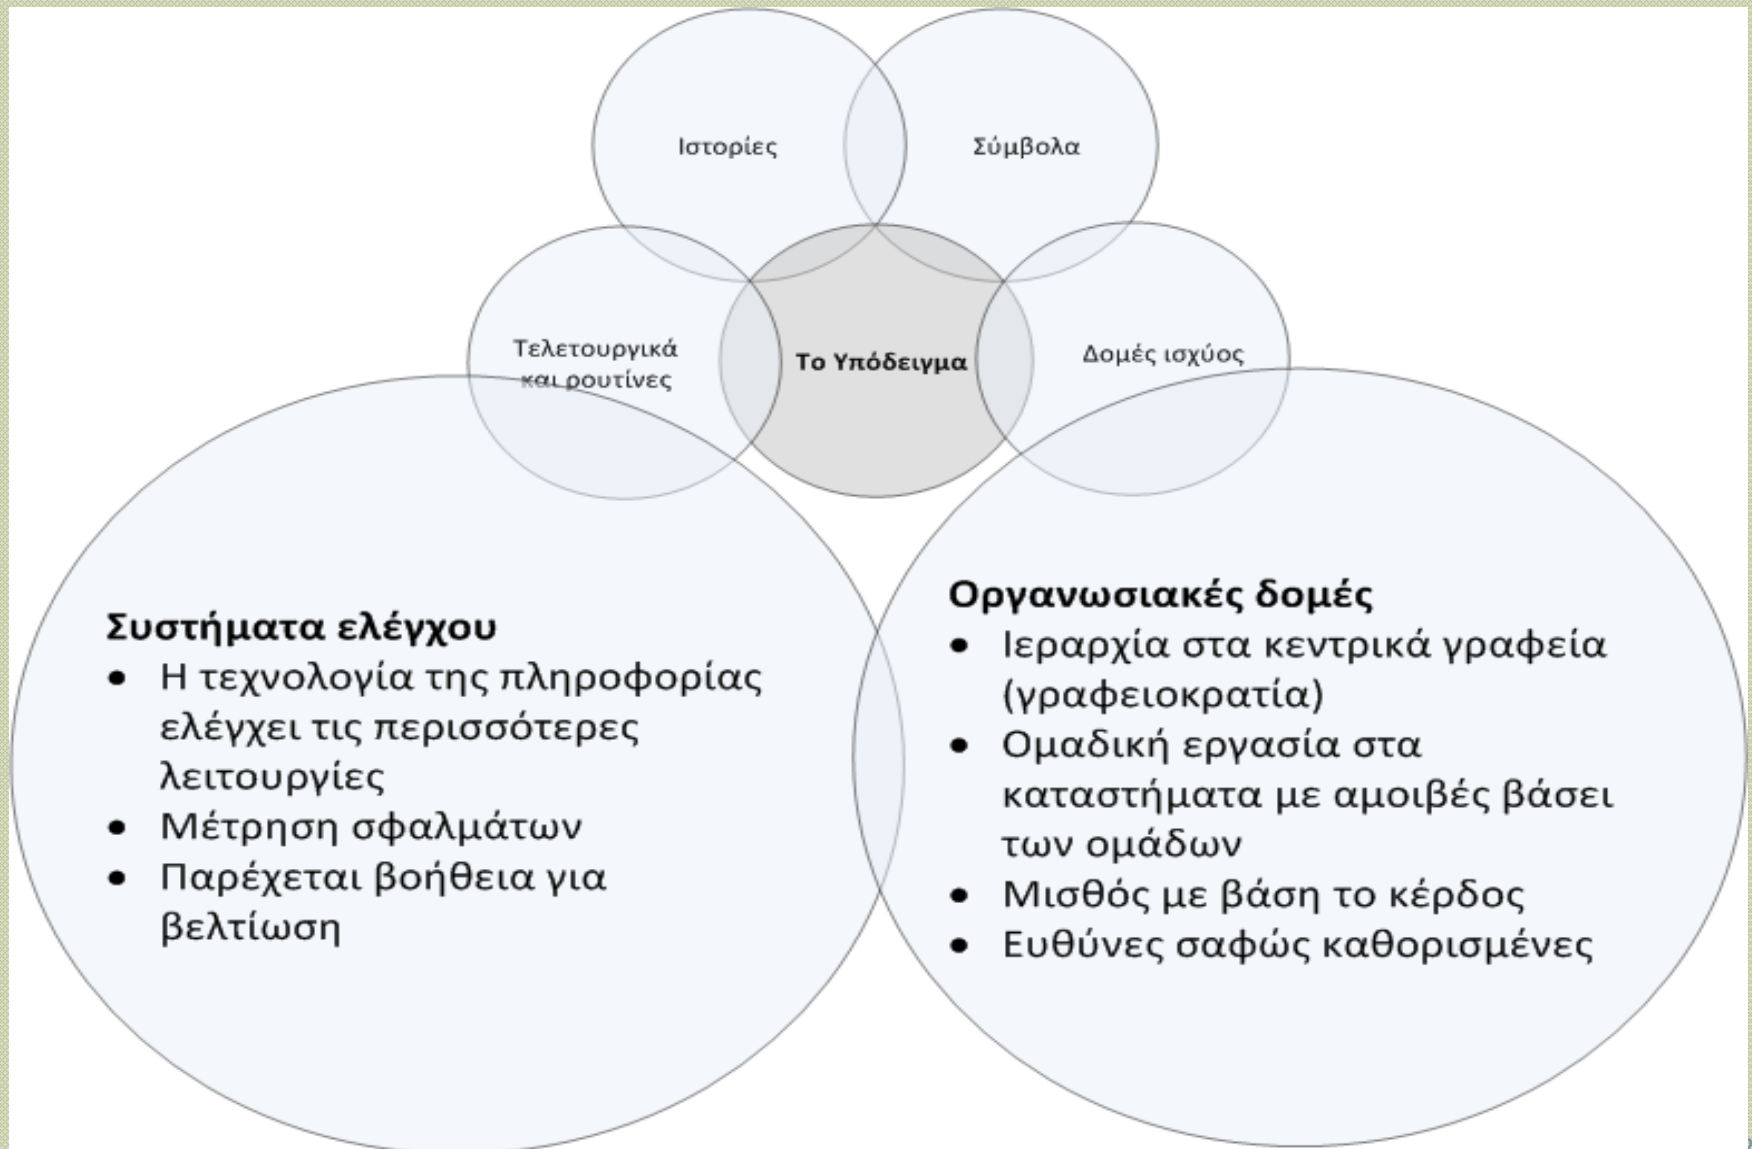 Ιστορίες
Σύμβολα
Τελετουργικά
και ρουτίνες
Το Υπόδειγμα
Δομές ισχύος
Συστήματα ελέγχου
• Η τεχνολογία της πληροφορίας
ελέγχει τις περισσότερες
λειτουργίες
• Μέτρηση σφαλμάτων
• Παρέχεται βοήθεια για
βελτίωση
Οργανωσιακές δομές
• Ιεραρχία στα κεντρικά γραφεία
(γραφειοκρατία)
• Ομαδική εργασία στα
καταστήματα με αμοιβές βάσει
των ομάδων
• Μισθός με βάση το κέρδος
• Ευθύνες σαφώς καθορισμένες